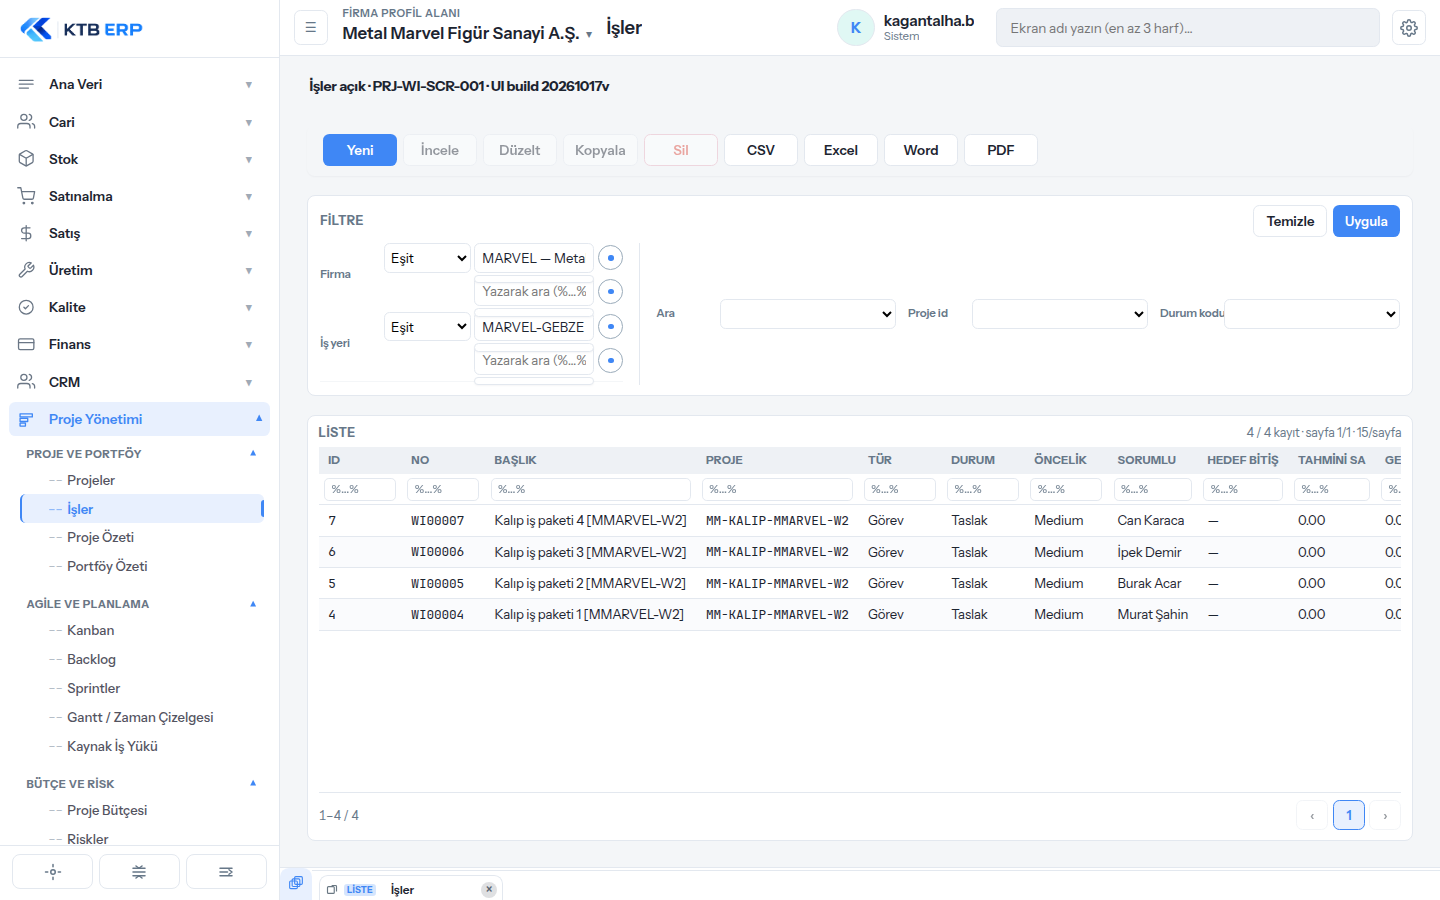 KTB ERP
Ana Veri
Cari
Stok
Satınalma
Satış
Üretim
Kalite
Finans
CRM
Proje Yönetimi
PROJE VE PORTFÖY
Projeler
İşler
Proje Özeti
Portföy Özeti
AGİLE VE PLANLAMA
Kanban
Backlog
Sprintler
Gantt / Zaman Çizelgesi
Kaynak İş Yükü
BÜTÇE VE RİSK
Proje Bütçesi
Riskler
FİRMA PROFİL ALANI
Metal Marvel Figür Sanayi A.Ş. İşler
K kagantalha.b
Sistem
Ekran adı yazın (en az 3 harf)...
İşler açık · PRJ-WI-SCR-001 · UI build 20261017v
Yeni İncele Düzelt Kopyala Sil CSV Excel Word PDF
FİLTRE
Temizle Uygula
Firma Eşit MARVEL — Meta
Yazarak ara (%...%
İş yeri Eşit MARVEL-GEBZE
Yazarak ara (%...%
Ara Proje id Durum kodu
LİSTE
4 / 4 kayıt · sayfa 1/1 · 15/sayfa
ID NO BAŞLIK PROJE TÜR DURUM ÖNCELİK SORUMLU HEDEF BİTİŞ TAHMİNİ SA GE
%...% %...% %...% %...% %...% %...% %...% %...% %...% %...% %.
7 WI00007 Kalıp iş paketi 4 [MMARVEL-W2] MM-KALIP-MMARVEL-W2 Görev Taslak Medium Can Karaca — 0.00 0.0
6 WI00006 Kalıp iş paketi 3 [MMARVEL-W2] MM-KALIP-MMARVEL-W2 Görev Taslak Medium İpek Demir — 0.00 0.0
5 WI00005 Kalıp iş paketi 2 [MMARVEL-W2] MM-KALIP-MMARVEL-W2 Görev Taslak Medium Burak Acar — 0.00 0.0
4 WI00004 Kalıp iş paketi 1 [MMARVEL-W2] MM-KALIP-MMARVEL-W2 Görev Taslak Medium Murat Şahin — 0.00 0.0
1–4 / 4
‹ 1 ›
LİSTE İşler